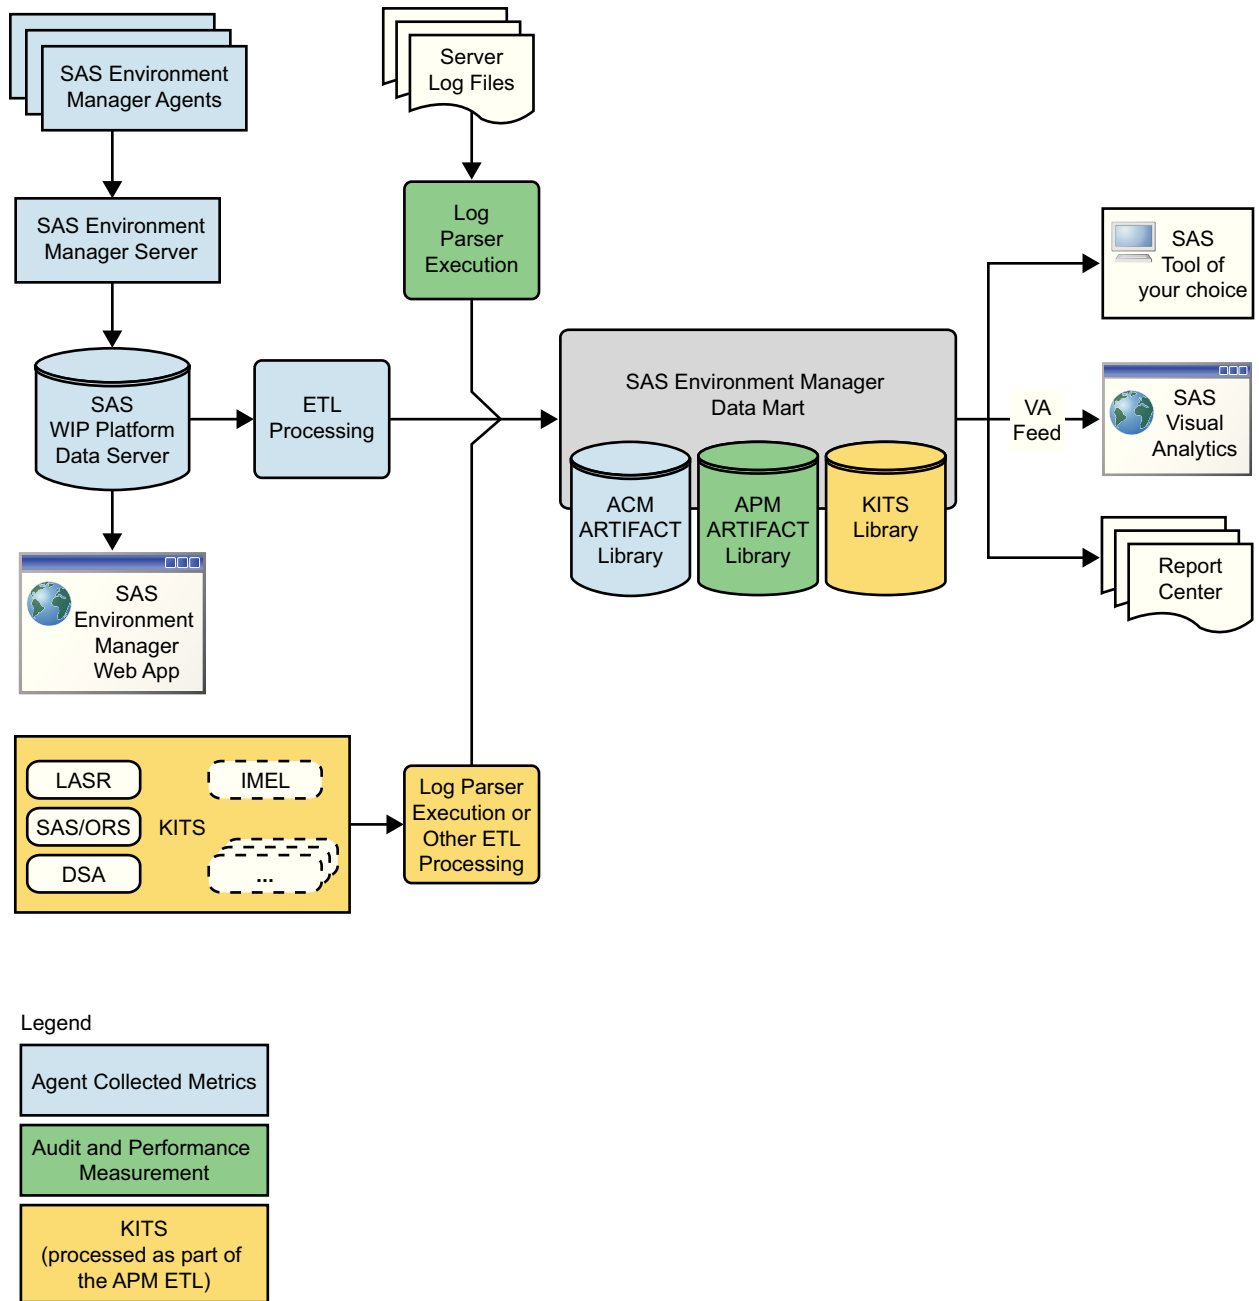 SAS Environment
Manager Agents
Server
Log Files
SAS Environment
Manager Server
Log
Parser
Execution
SAS
Tool of
your choice
SAS
WIP Platform
Data Server
ETL
Processing
SAS Environment Manager
Data Mart
VA
Feed
SAS
Visual
Analytics
ACM
ARTIFACT
Library
APM
ARTIFACT
Library
KITS
Library
Report
Center
SAS
Environment
Manager
Web App
LASR
SAS/ORS
DSA
KITS
IMEL
...
Log Parser
Execution or
Other ETL
Processing
Legend
Agent Collected Metrics
Audit and Performance
Measurement
KITS
(processed as part of
the APM ETL)